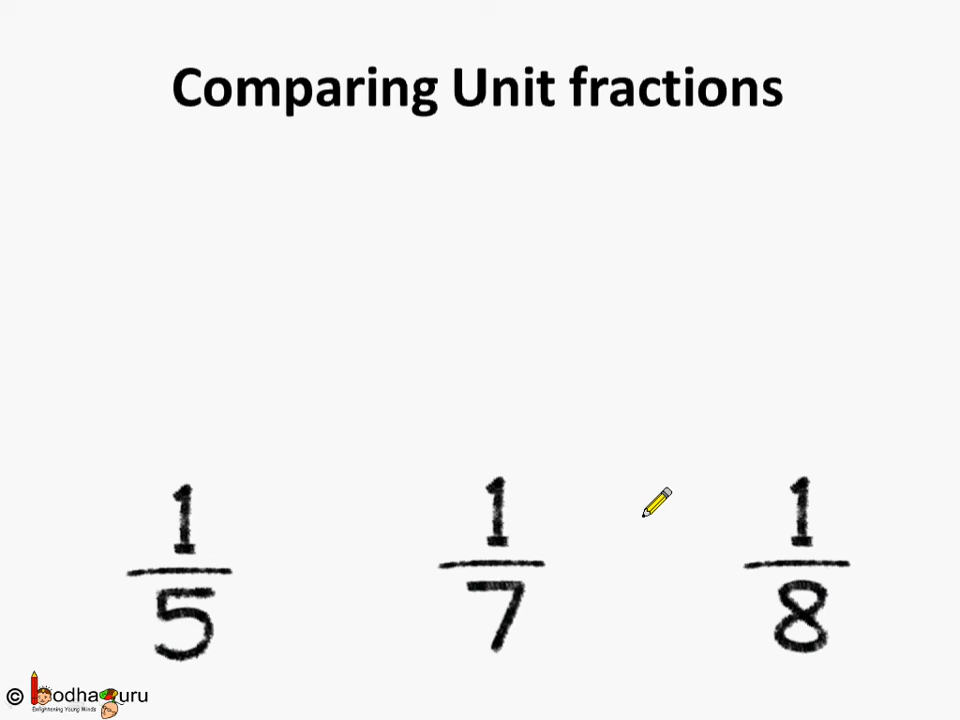 Comparing Unit fractions
1 1 1
5 7 8
© bodhaguru
Enlightening Young Minds